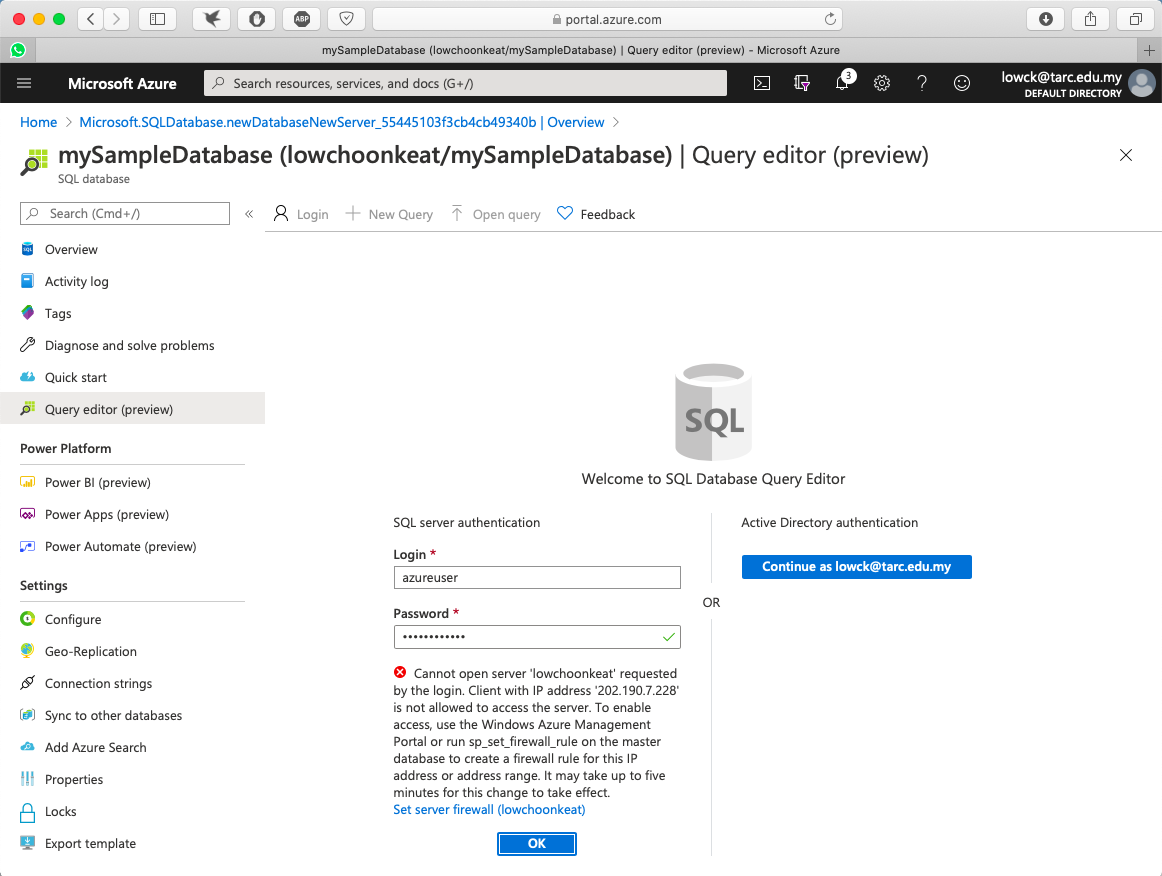 portal.azure.com
mySampleDatabase (lowchoonkeat/mySampleDatabase) | Query editor (preview) - Microsoft Azure
Microsoft Azure
Search resources, services, and docs (G+/)
3
lowck@tarc.edu.my
DEFAULT DIRECTORY
Home > Microsoft.SQLDatabase.newDatabaseNewServer_55445103f3cb4cb49340b | Overview >
mySampleDatabase (lowchoonkeat/mySampleDatabase) | Query editor (preview)
SQL database
Search (Cmd+/)
«
Login
New Query
Open query
Feedback
Overview
Activity log
Tags
Diagnose and solve problems
Quick start
Query editor (preview)
Power Platform
Power BI (preview)
Power Apps (preview)
Power Automate (preview)
Settings
Configure
Geo-Replication
Connection strings
Sync to other databases
Add Azure Search
Properties
Locks
Export template
SQL
Welcome to SQL Database Query Editor
SQL server authentication
Login *
azureuser
Password *
••••••••••••
Cannot open server 'lowchoonkeat' requested
by the login. Client with IP address '202.190.7.228'
is not allowed to access the server. To enable
access, use the Windows Azure Management
Portal or run sp_set_firewall_rule on the master
database to create a firewall rule for this IP
address or address range. It may take up to five
minutes for this change to take effect.
Set server firewall (lowchoonkeat)
OK
OR
Active Directory authentication
Continue as lowck@tarc.edu.my
ABP